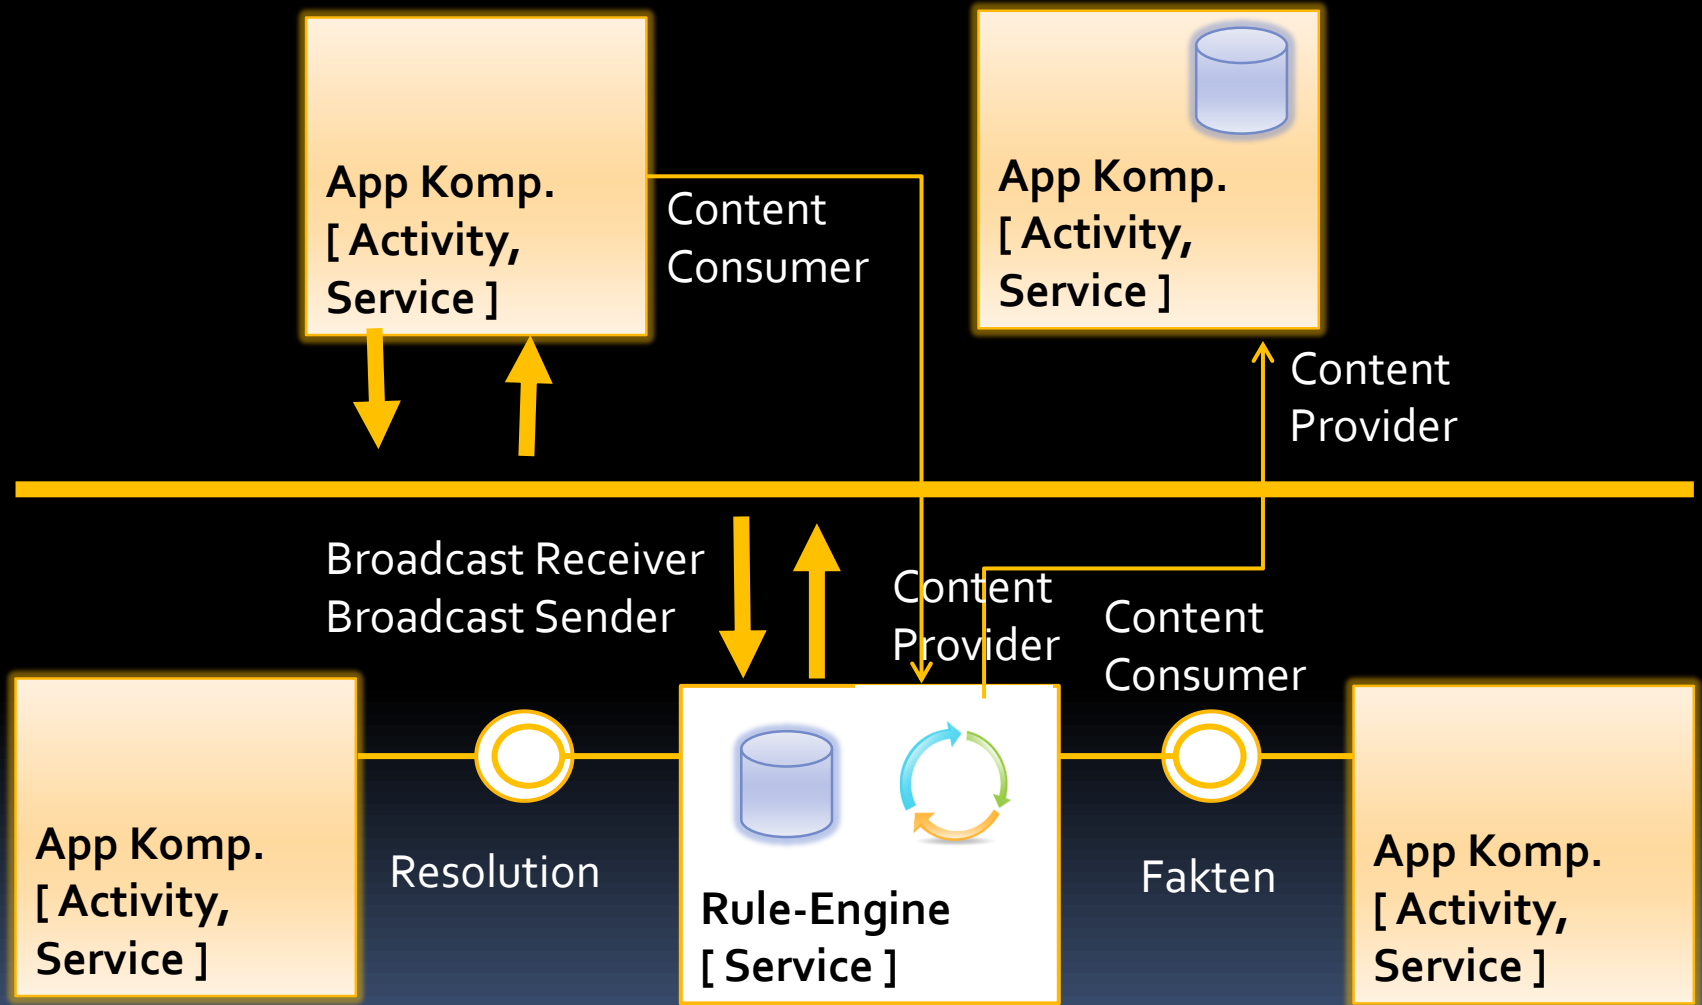 App Komp.
[ Activity,
Service ]
Content
Consumer
App Komp.
[ Activity,
Service ]
Content
Provider
Broadcast Receiver
Broadcast Sender
Content
Provider
Content
Consumer
App Komp.
[ Activity,
Service ]
Resolution
Rule-Engine
[ Service ]
Fakten
App Komp.
[ Activity,
Service ]